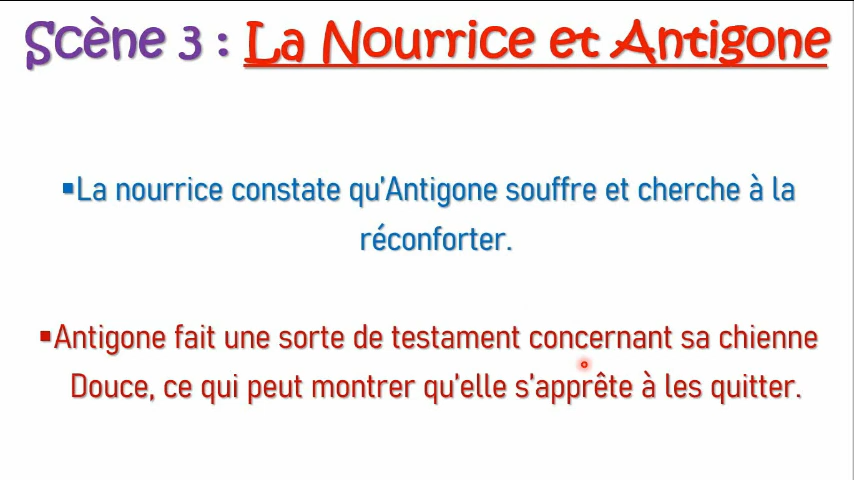 Scène 3 : La Nourrice et Antigone
▪La nourrice constate qu'Antigone souffre et cherche à la
réconforter.
▪Antigone fait une sorte de testament concernant sa chienne
Douce, ce qui peut montrer qu'elle s'apprête à les quitter.